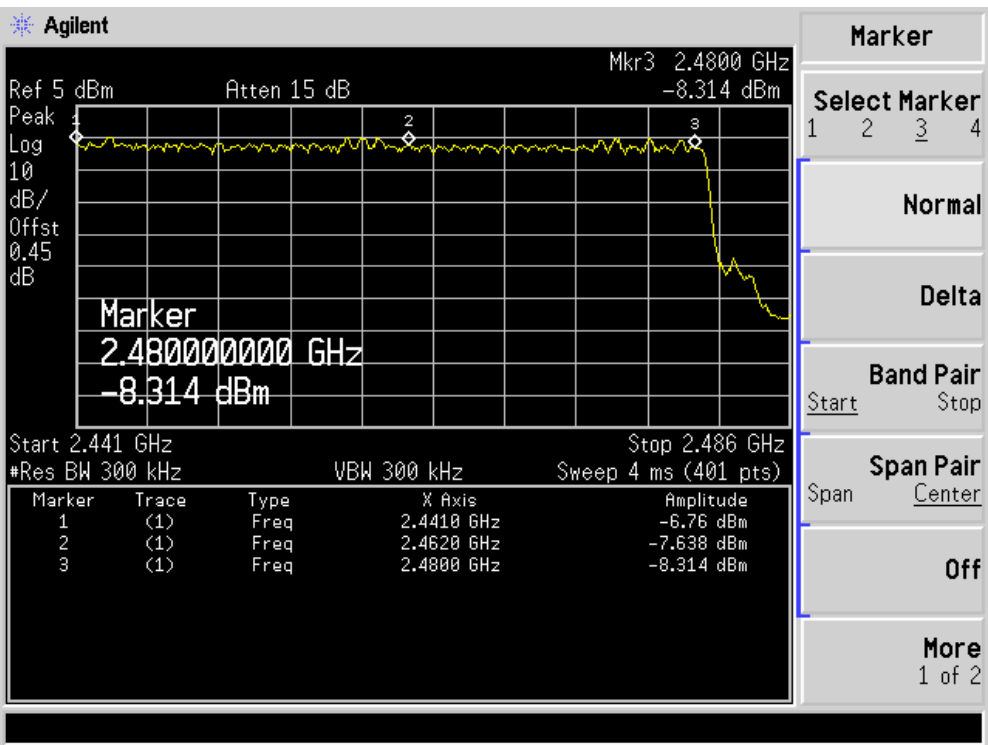 Agilent
Mkr3 2.4800 GHz
Ref 5 dBm Atten 15 dB -8.314 dBm
Peak
Log
10
dB/
Offst
0.45
dB
1
2
3
Marker
2.480000000 GHz
-8.314 dBm
Start 2.441 GHz Stop 2.486 GHz
#Res BW 300 kHz VBW 300 kHz Sweep 4 ms (401 pts)
Marker Trace Type X Axis Amplitude
1 (1) Freq 2.4410 GHz -6.76 dBm
2 (1) Freq 2.4620 GHz -7.638 dBm
3 (1) Freq 2.4800 GHz -8.314 dBm
Marker
Select Marker
1 2 3 4
Normal
Delta
Band Pair
Start Stop
Span Pair
Span Center
Off
More
1 of 2